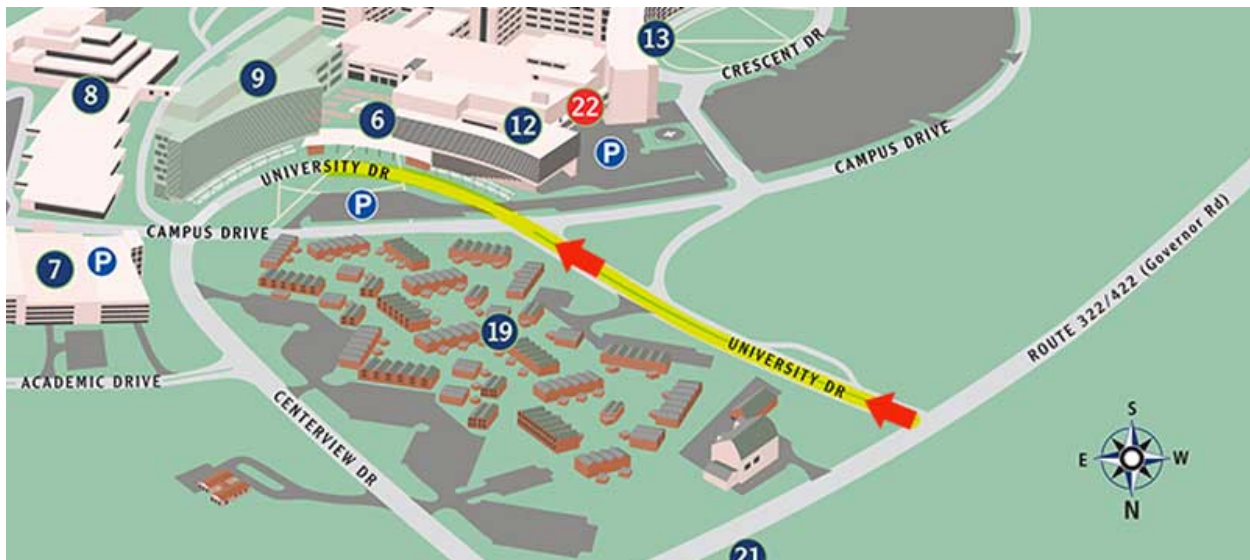 13
CRESCENT DR
9
8
22
6
12
P
CAMPUS DRIVE
UNIVERSITY DR
P
CAMPUS DRIVE
7
P
ROUTE 322/422 (Governor Rd)
19
UNIVERSITY DR
ACADEMIC DRIVE
CENTERVIEW DR
S
E
W
N
21